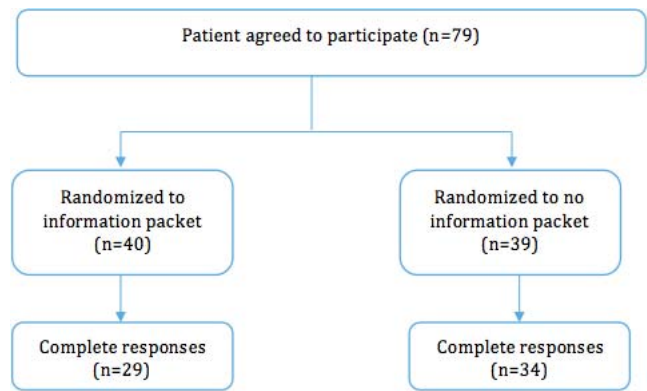 Patient agreed to participate (n=79)
Randomized to
information packet
(n=40)
Randomized to no
information packet
(n=39)
Complete responses
(n=29)
Complete responses
(n=34)